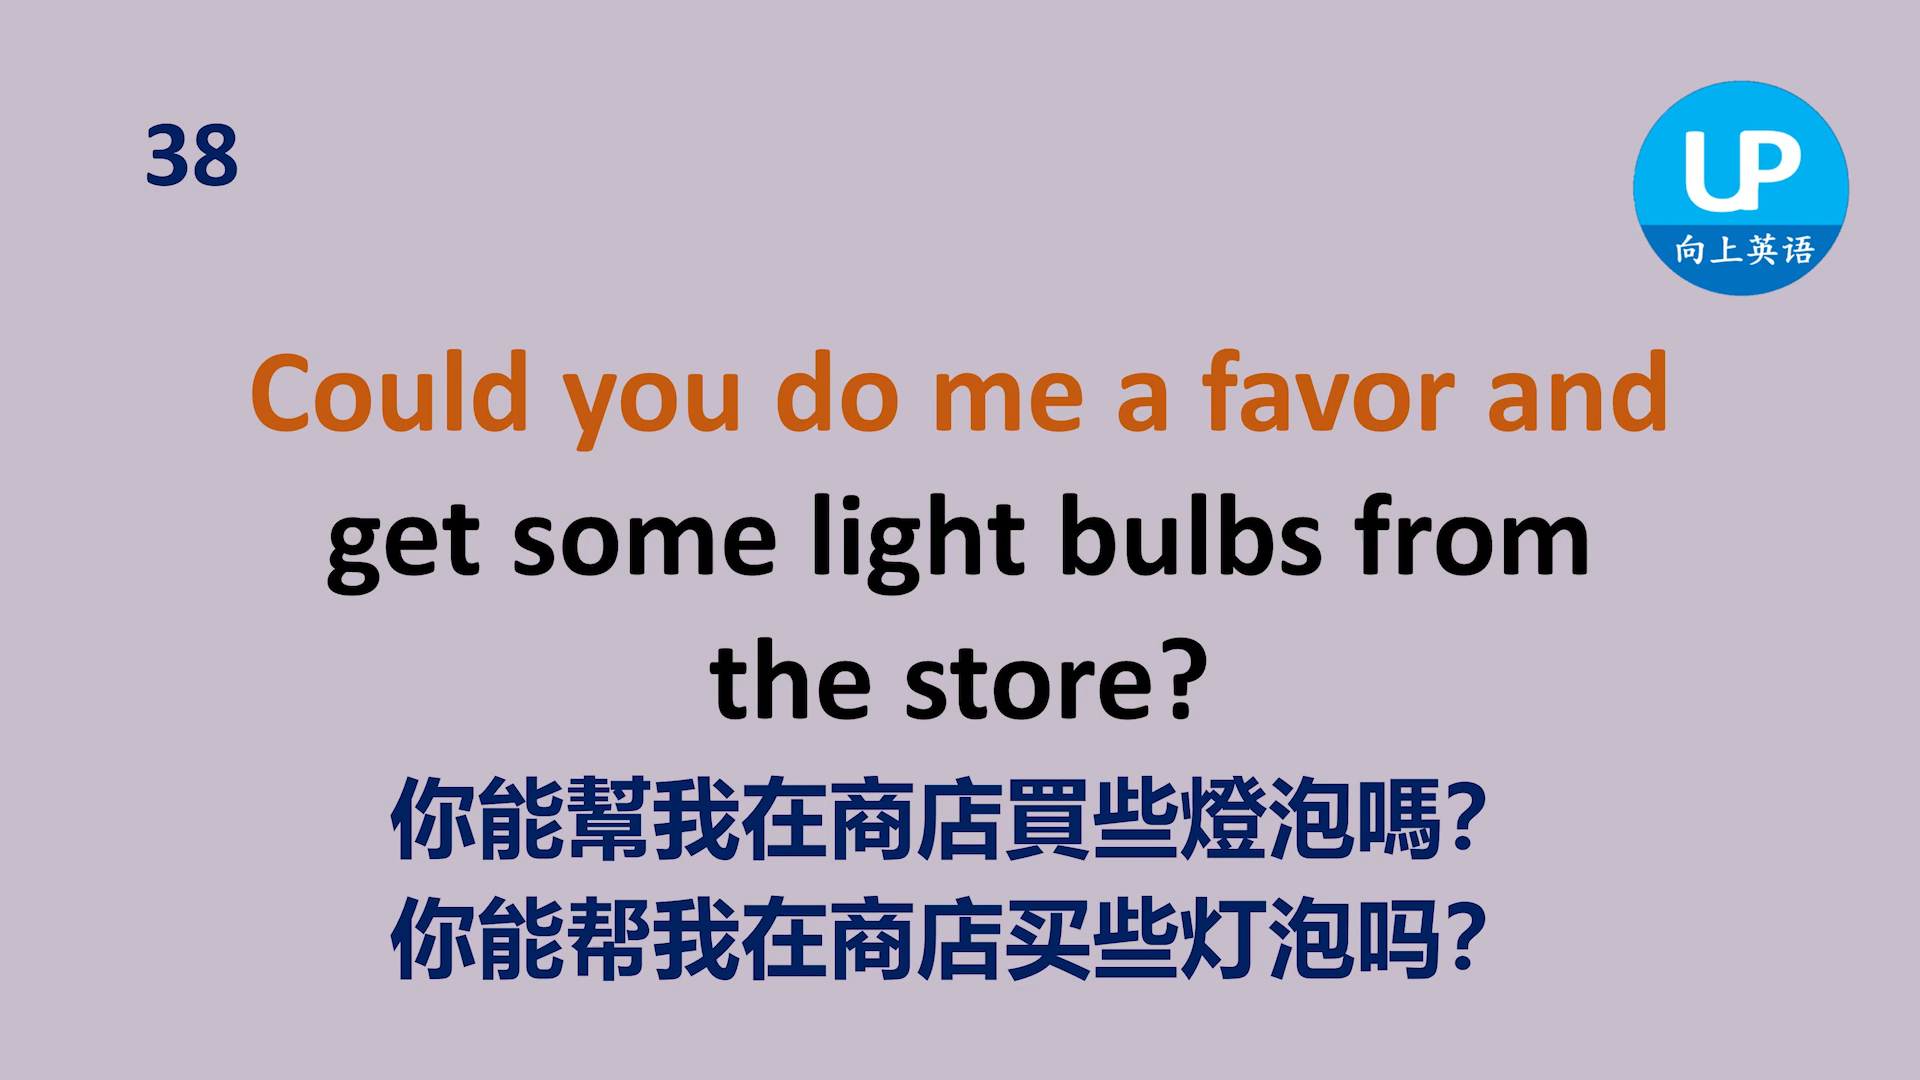 38
UP
向上英语
Could you do me a favor and
get some light bulbs from
the store?
你能幫我在商店買些燈泡嗎?
你能帮我在商店买些灯泡吗?